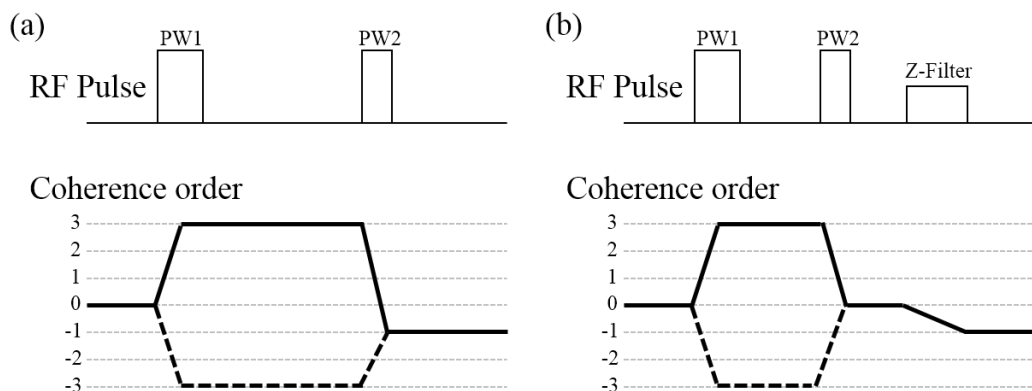 (a)
PW1
PW2
RF Pulse
Coherence order
3
2
1
0
-1
-2
-3
(b)
PW1
PW2
Z-Filter
RF Pulse
Coherence order
3
2
1
0
-1
-2
-3